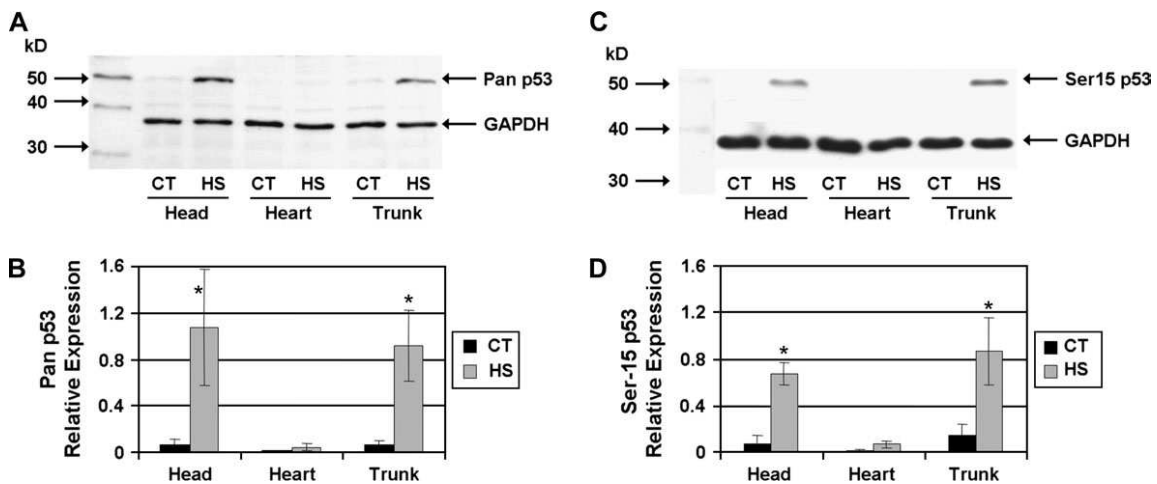 A
kD
50
40
30
Pan p53
GAPDH
CT HS CT HS CT HS
Head Heart Trunk
B
Pan p53
Relative Expression
1.6
1.2
0.8
0.4
0
*
*
Head Heart Trunk
CT
HS
C
kD
50
40
30
Ser15 p53
GAPDH
CT HS CT HS CT HS
Head Heart Trunk
D
Ser-15 p53
Relative Expression
1.6
1.2
0.8
0.4
0
*
*
Head Heart Trunk
CT
HS